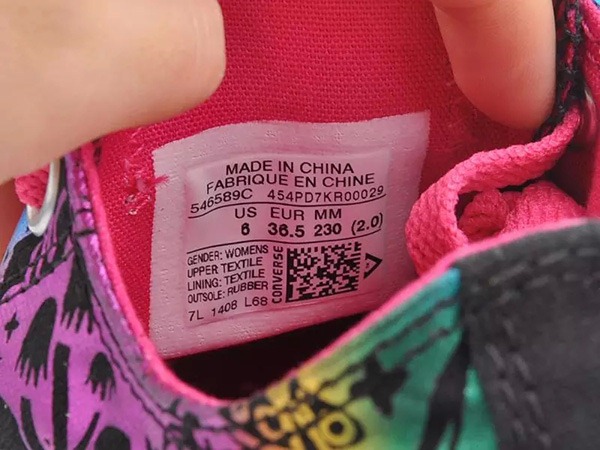 MADE IN CHINA
FABRIQUE EN CHINE
546589C 454PD7KR00029
US EUR MM
6 36.5 230 (2.0)
GENDER: WOMENS
UPPER TEXTILE
LINING: TEXTILE
OUTSOLE: RUBBER
CONVERSE
7L 1408 L68